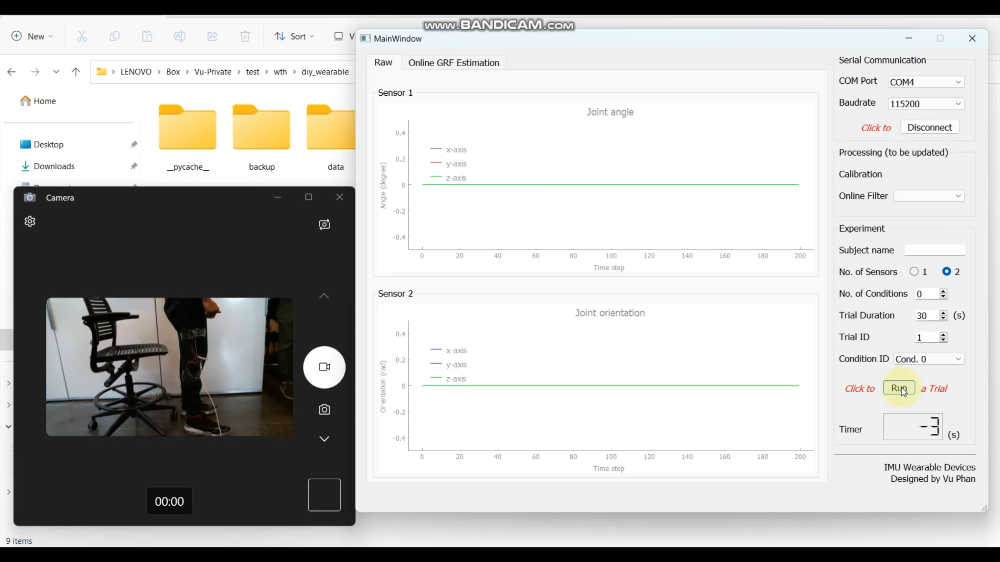 www.BANDICAM.com
New
Sort
V
LENOVO > Box > Vu-Private > test > wth > diy_wearable
Home
Desktop
Downloads
__pycache__
backup
data
Camera
00:00
9 items
MainWindow
Raw
Online GRF Estimation
Sensor 1
Joint angle
Angle (degree)
0.4
0.2
0
-0.2
-0.4
x-axis
y-axis
z-axis
0 20 40 60 80 100 120 140 160 180 200
Time step
Sensor 2
Joint orientation
Orientation (rad)
0.4
0.2
0
-0.2
-0.4
x-axis
y-axis
z-axis
0 20 40 60 80 100 120 140 160 180 200
Time step
Serial Communication
COM Port COM4
Baudrate 115200
Click to Disconnect
Processing (to be updated)
Calibration
Online Filter
Experiment
Subject name
No. of Sensors 1 2
No. of Conditions 0
Trial Duration 30 (s)
Trial ID 1
Condition ID Cond. 0
Click to Run a Trial
Timer -3 (s)
IMU Wearable Devices
Designed by Vu Phan